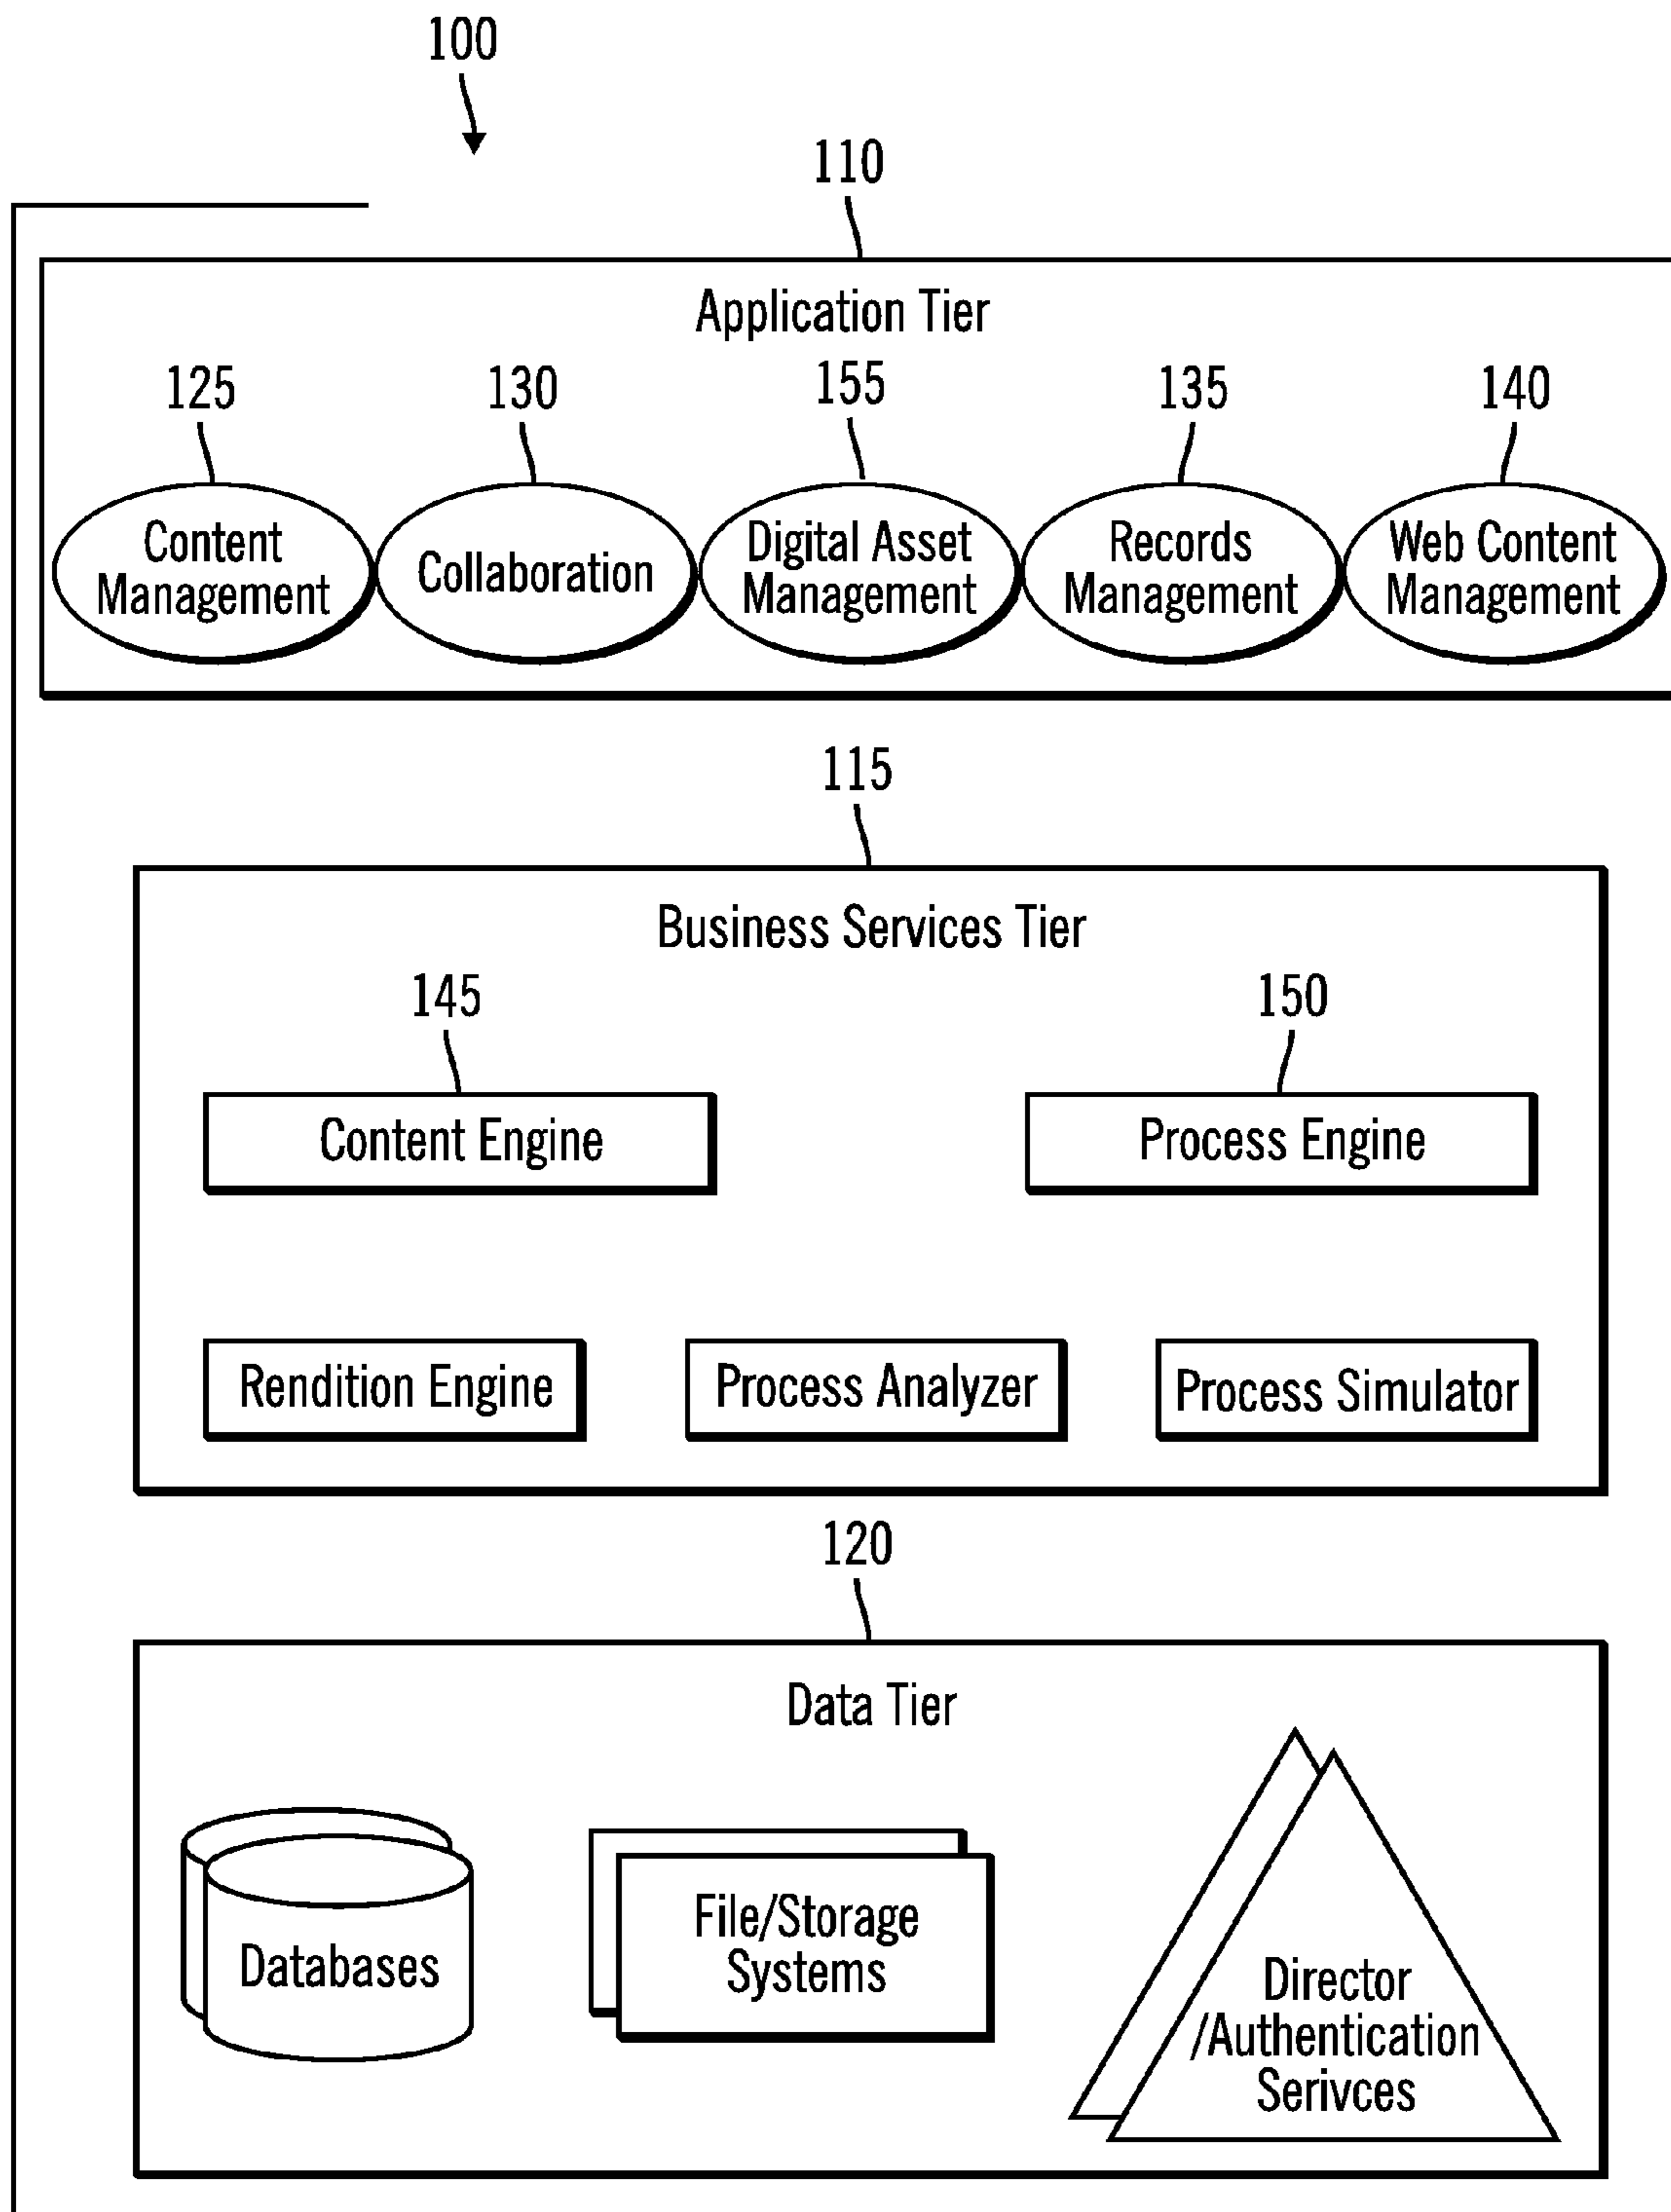 100
110
Application Tier
125
130
155
135
140
Content
Management
Collaboration
Digital Asset
Management
Records
Management
Web Content
Management
115
Business Services Tier
145
150
Content Engine
Process Engine
Rendition Engine
Process Analyzer
Process Simulator
120
Data Tier
Databases
File/Storage
Systems
Director
/Authentication
Serivces